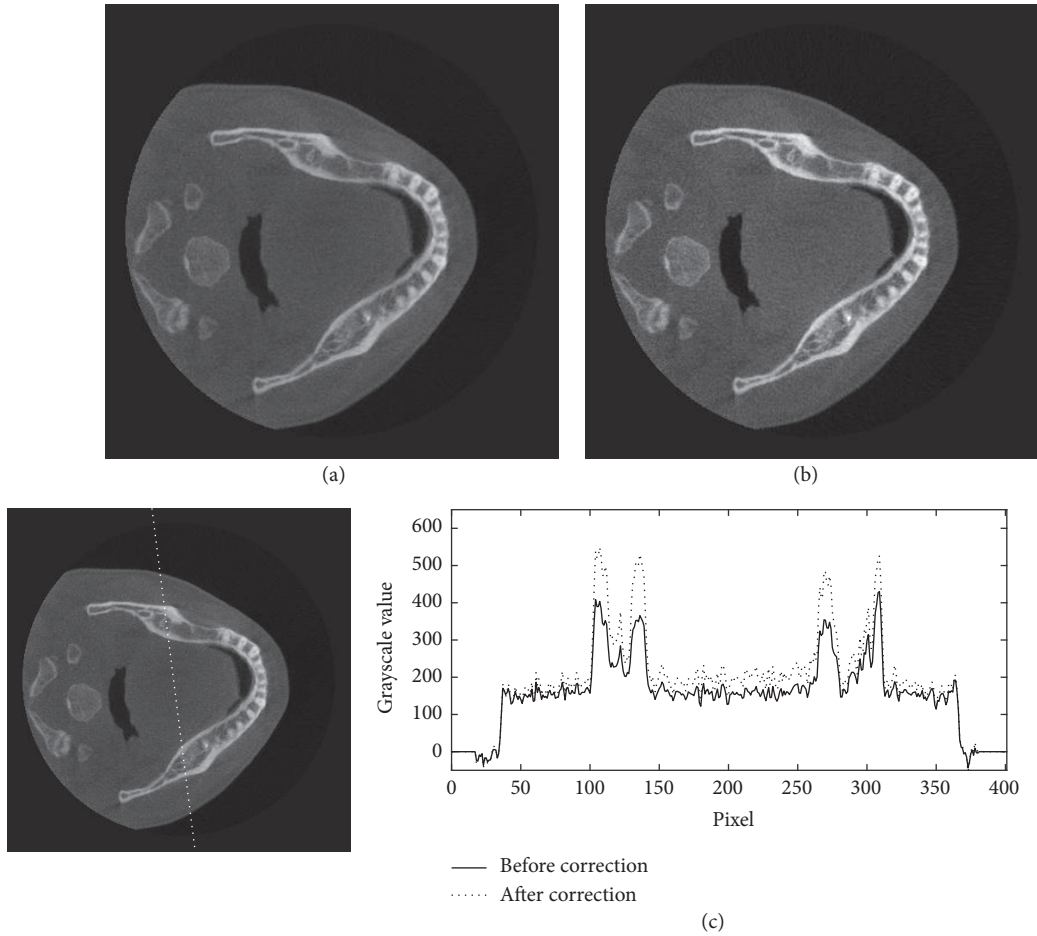 (a)
(b)
Grayscale value
600
500
400
300
200
100
0
0 50 100 150 200 250 300 350 400
Pixel
Before correction
After correction
(c)